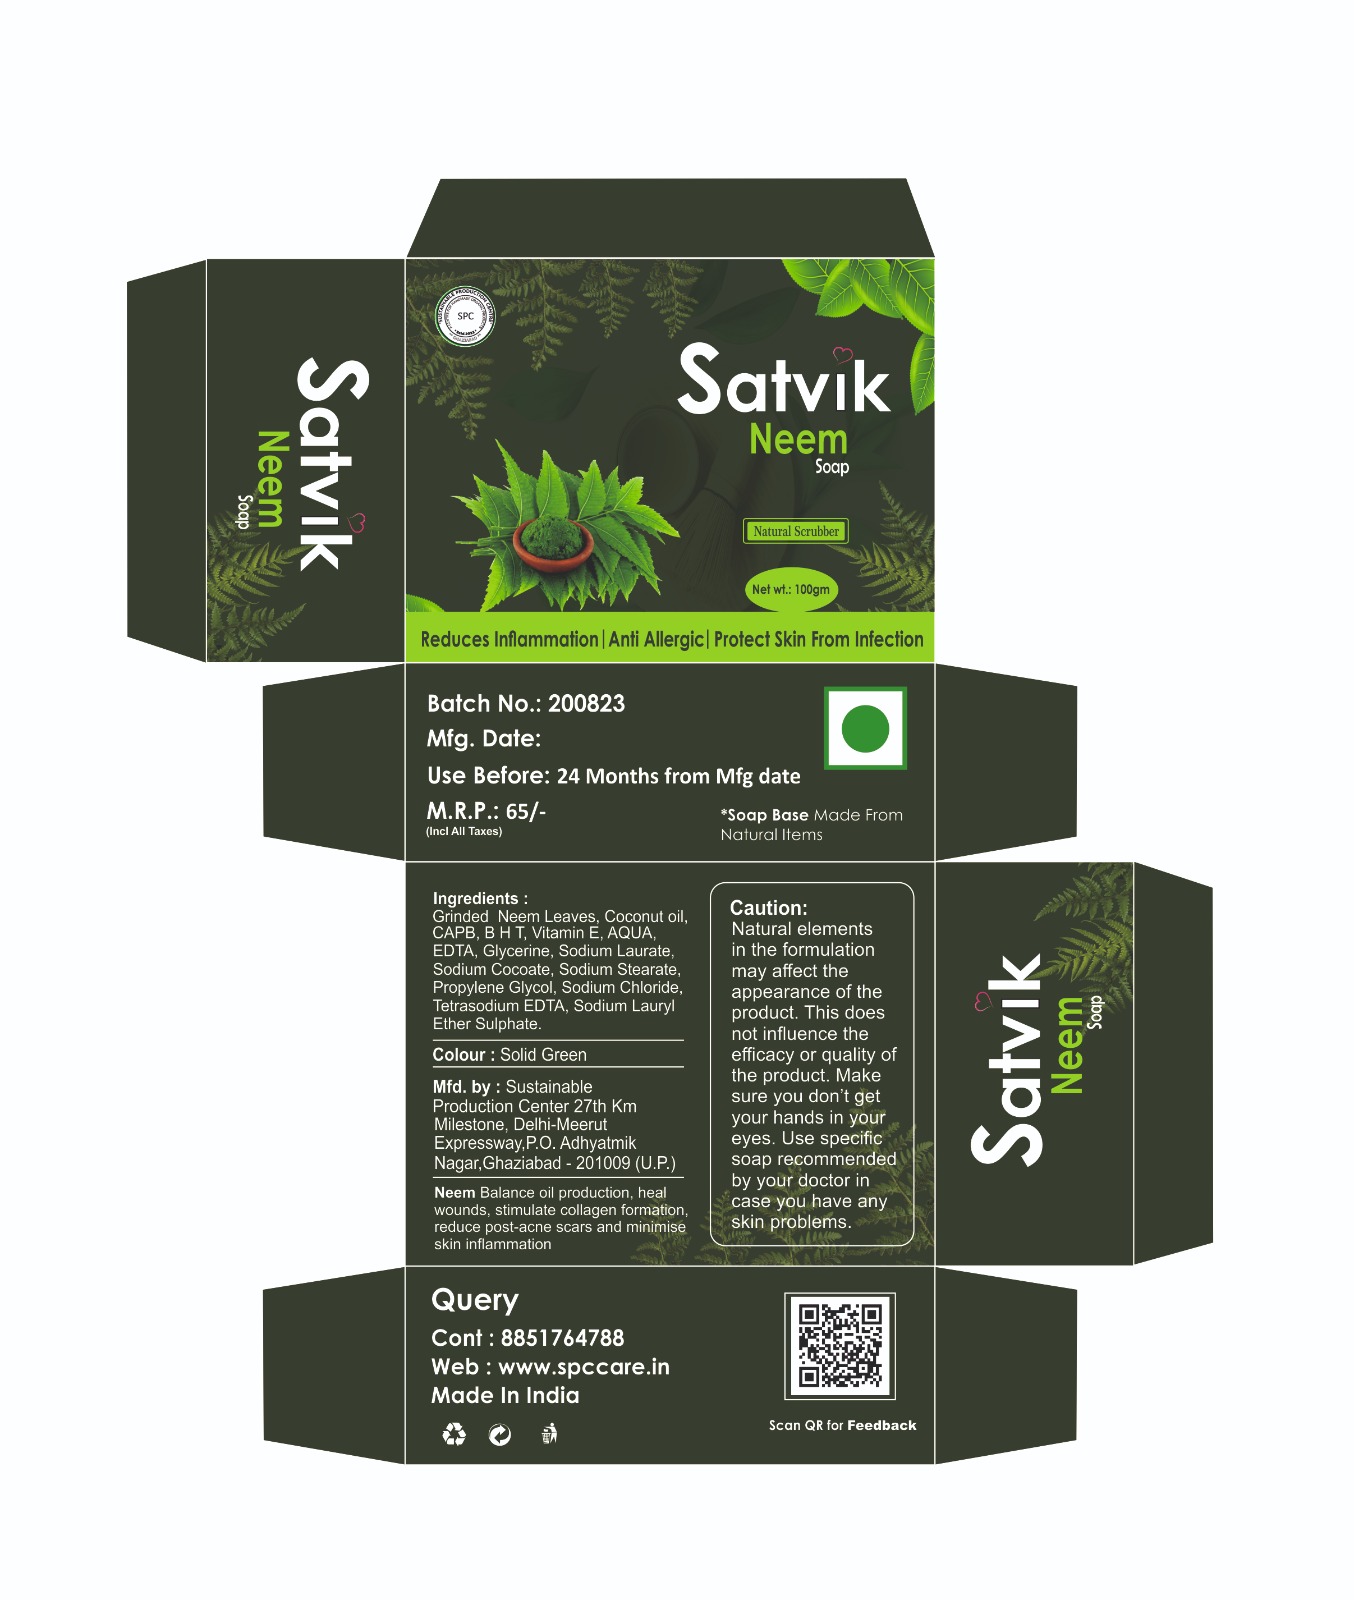 SUSTAINABLE PRODUCTION CENTRE
SPC
Satvik
Neem
Soap
Satvik
Neem
Soap
Natural Scrubber
Net wt.: 100gm
Reduces Inflammation| Anti Allergic| Protect Skin From Infection
Batch No.: 200823
Mfg. Date:
Use Before: 24 Months from Mfg date
M.R.P.: 65/-
(Incl All Taxes)
*Soap Base Made From
Natural Items
Ingredients :
Grinded Neem Leaves, Coconut oil,
CAPB, B H T, Vitamin E, AQUA,
EDTA, Glycerine, Sodium Laurate,
Sodium Cocoate, Sodium Stearate,
Propylene Glycol, Sodium Chloride,
Tetrasodium EDTA, Sodium Lauryl
Ether Sulphate.
Colour : Solid Green
Mfd. by : Sustainable
Production Center 27th Km
Milestone, Delhi-Meerut
Expressway,P.O. Adhyatmik
Nagar,Ghaziabad - 201009 (U.P.)
Neem Balance oil production, heal
wounds, stimulate collagen formation,
reduce post-acne scars and minimise
skin inflammation
Caution:
Natural elements
in the formulation
may affect the
appearance of the
product. This does
not influence the
efficacy or quality of
the product. Make
sure you don't get
your hands in your
eyes. Use specific
soap recommended
by your doctor in
case you have any
skin problems.
Satvik
Neem
Soap
Query
Cont : 8851764788
Web : www.spccare.in
Made In India
Scan QR for Feedback